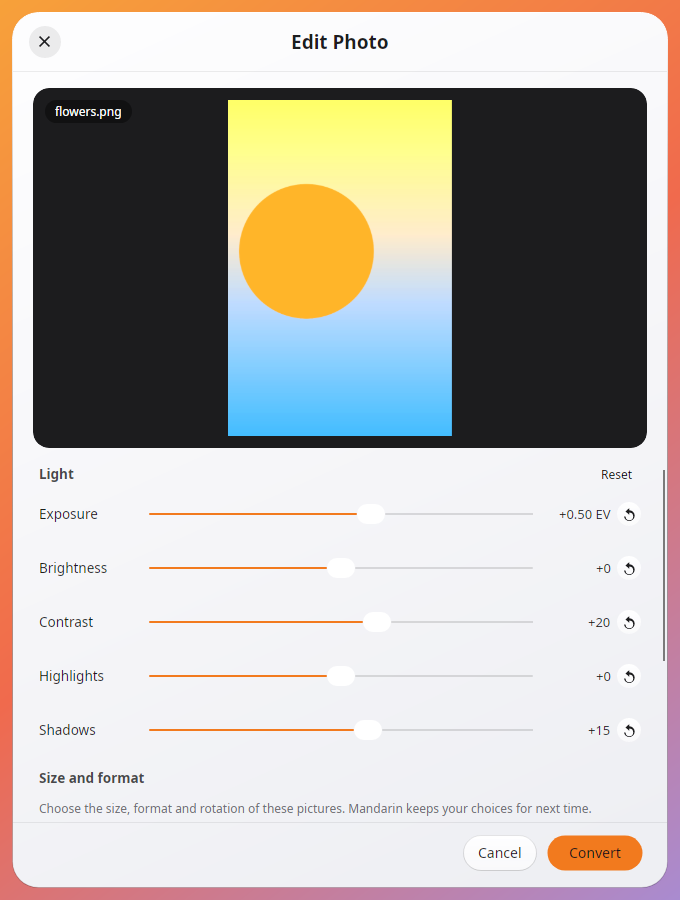 Edit Photo
flowers.png
Light
Reset
Exposure
+0.50 EV
Brightness
+0
Contrast
+20
Highlights
+0
Shadows
+15
Size and format
Choose the size, format and rotation of these pictures. Mandarin keeps your choices for next time.
Cancel
Convert